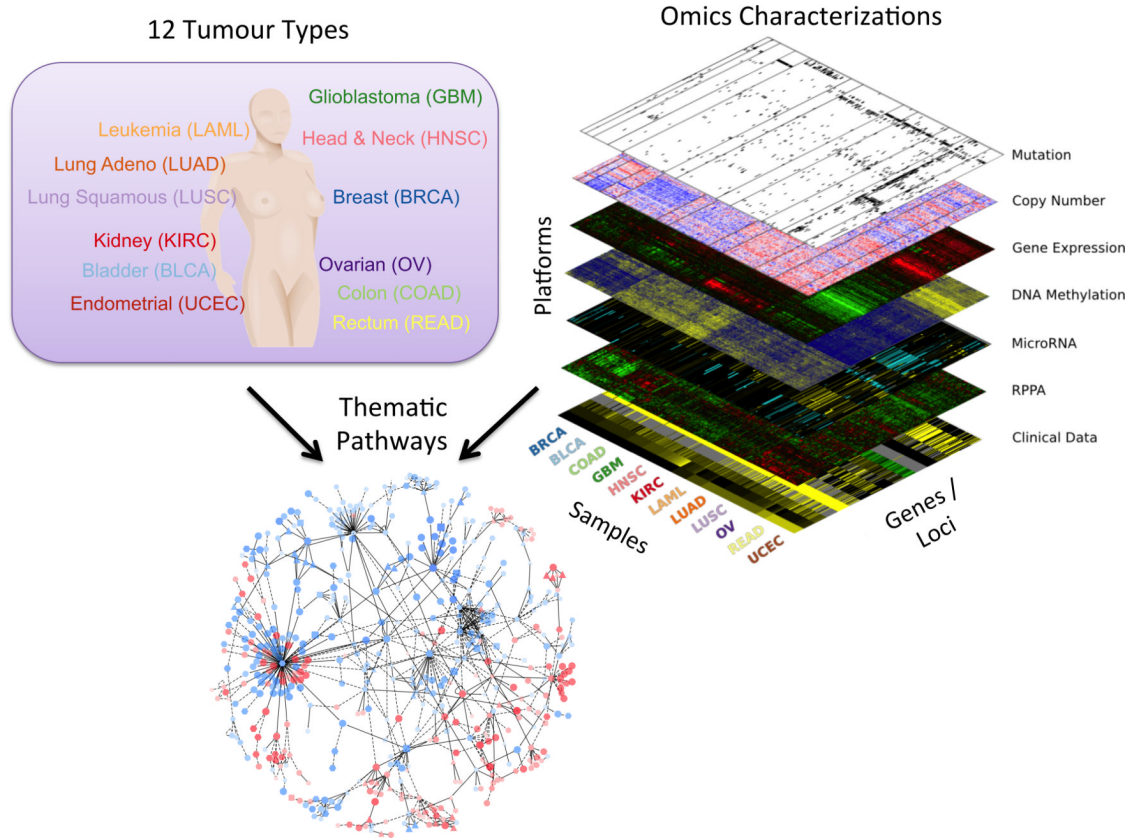 12 Tumour Types
Omics Characterizations
Glioblastoma (GBM)
Leukemia (LAML)
Head & Neck (HNSC)
Lung Adeno (LUAD)
Lung Squamous (LUSC)
Breast (BRCA)
Kidney (KIRC)
Bladder (BLCA)
Ovarian (OV)
Endometrial (UCEC)
Colon (COAD)
Rectum (READ)
Platforms
Mutation
Copy Number
Gene Expression
DNA Methylation
MicroRNA
RPPA
Clinical Data
BRCA
BLCA
COAD
GBM
HNSC
KIRC
LAML
LUAD
LUSC
OV
READ
UCEC
Samples
Genes /
Loci
Thematic
Pathways